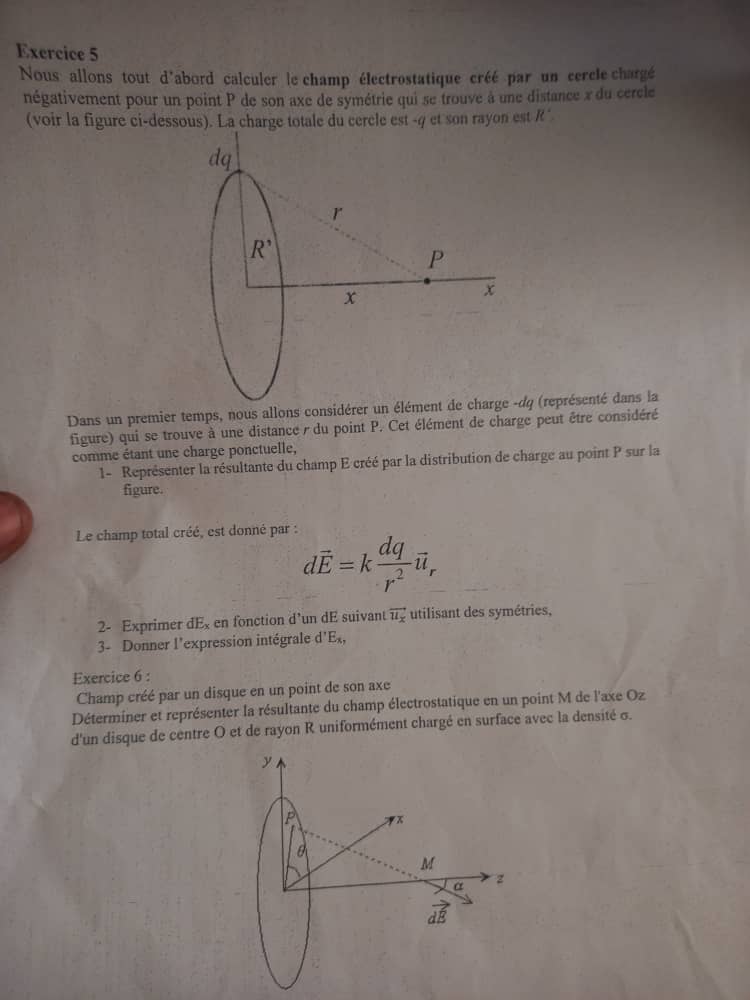 Exercice 5
Nous allons tout d'abord calculer le champ électrostatique créé par un cercle chargé
négativement pour un point P de son axe de symétrie qui se trouve à une distance x du cercle
(voir la figure ci-dessous). La charge totale du cercle est -q et son rayon est R'.
dq
r
R'
P
x
x
Dans un premier temps, nous allons considérer un élément de charge -dq (représenté dans la
figure) qui se trouve à une distance r du point P. Cet élément de charge peut être considéré
comme étant une charge ponctuelle,
1- Représenter la résultante du champ E créé par la distribution de charge au point P sur la
figure.
Le champ total créé, est donné par :
dE⃗ = k dq/r² u⃗ᵣ
2- Exprimer dEₓ en fonction d'un dE suivant u⃗ₓ utilisant des symétries,
3- Donner l'expression intégrale d'Eₓ,
Exercice 6 :
Champ créé par un disque en un point de son axe
Déterminer et représenter la résultante du champ électrostatique en un point M de l'axe Oz
d'un disque de centre O et de rayon R uniformément chargé en surface avec la densité σ.
y
P
x
θ
M
z
α
dE⃗